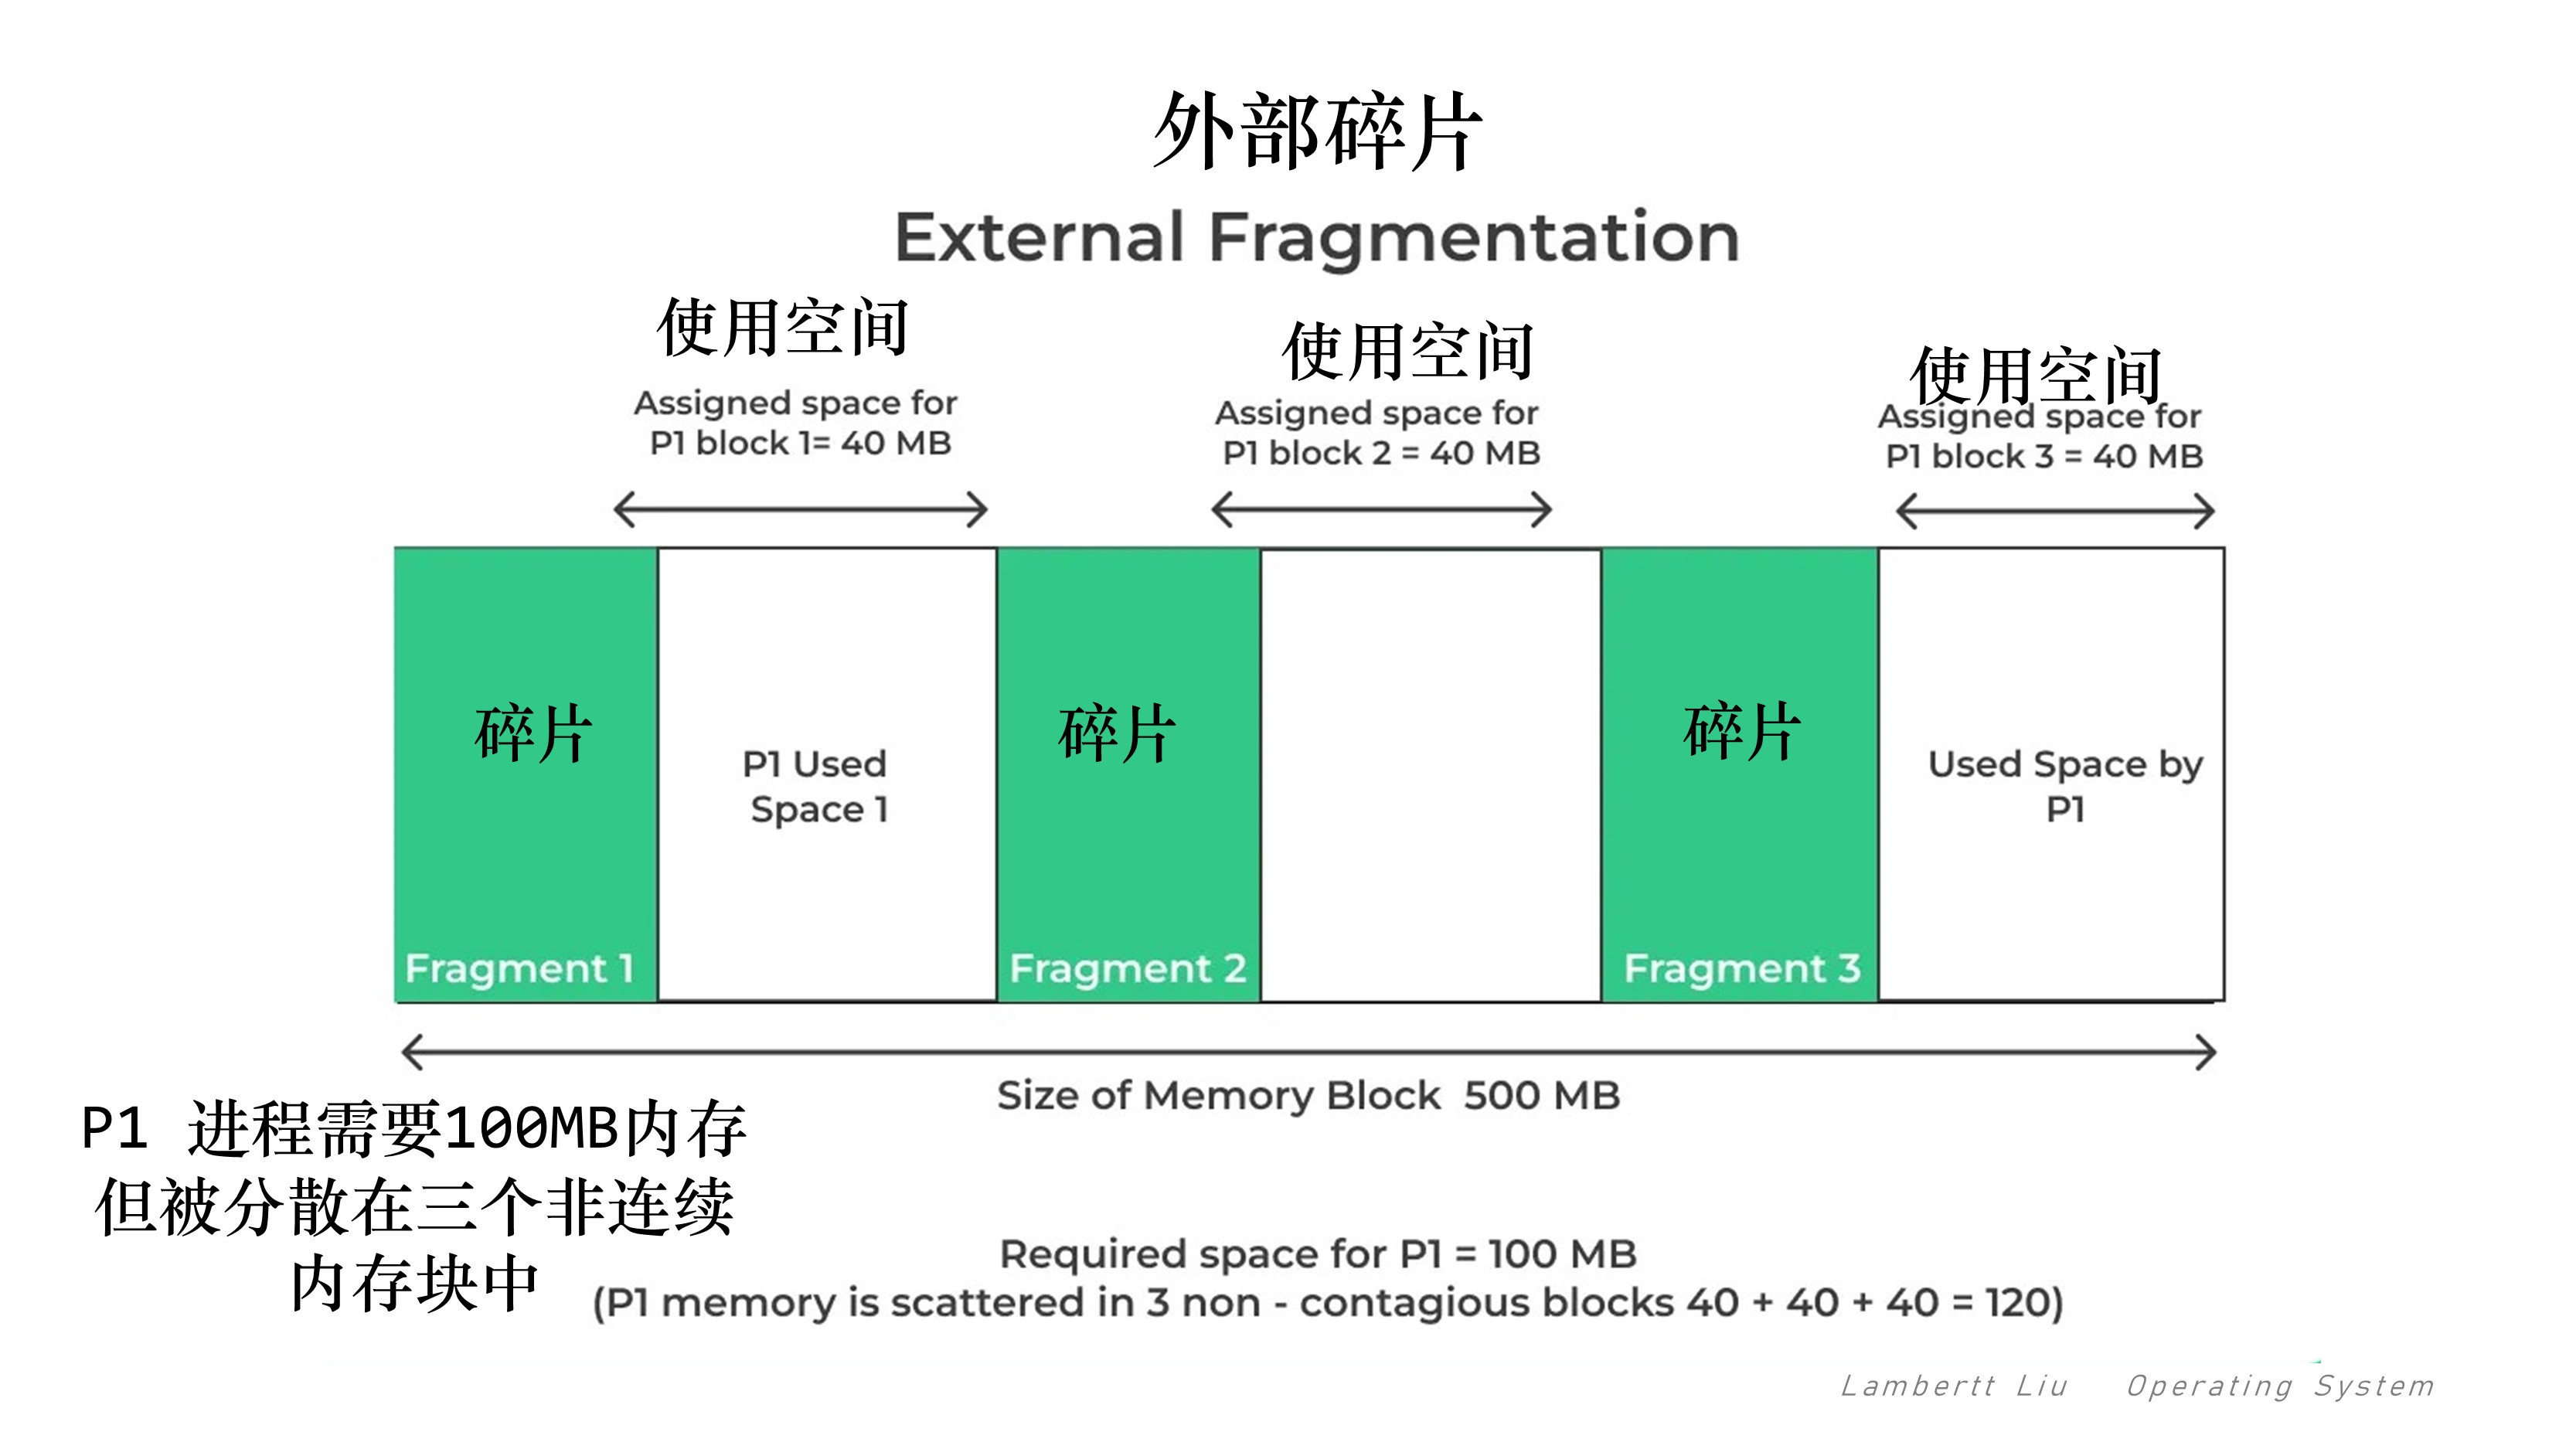 外部碎片
External Fragmentation
使用空间
Assigned space for
P1 block 1= 40 MB
使用空间
Assigned space for
P1 block 2 = 40 MB
使用空间
Assigned space for
P1 block 3 = 40 MB
碎片
Fragment 1
P1 Used
Space 1
碎片
Fragment 2
碎片
Fragment 3
Used Space by
P1
Size of Memory Block 500 MB
P1 进程需要100MB内存
但被分散在三个非连续
内存块中
Required space for P1 = 100 MB
(P1 memory is scattered in 3 non - contagious blocks 40 + 40 + 40 = 120)
Lambertt Liu Operating System